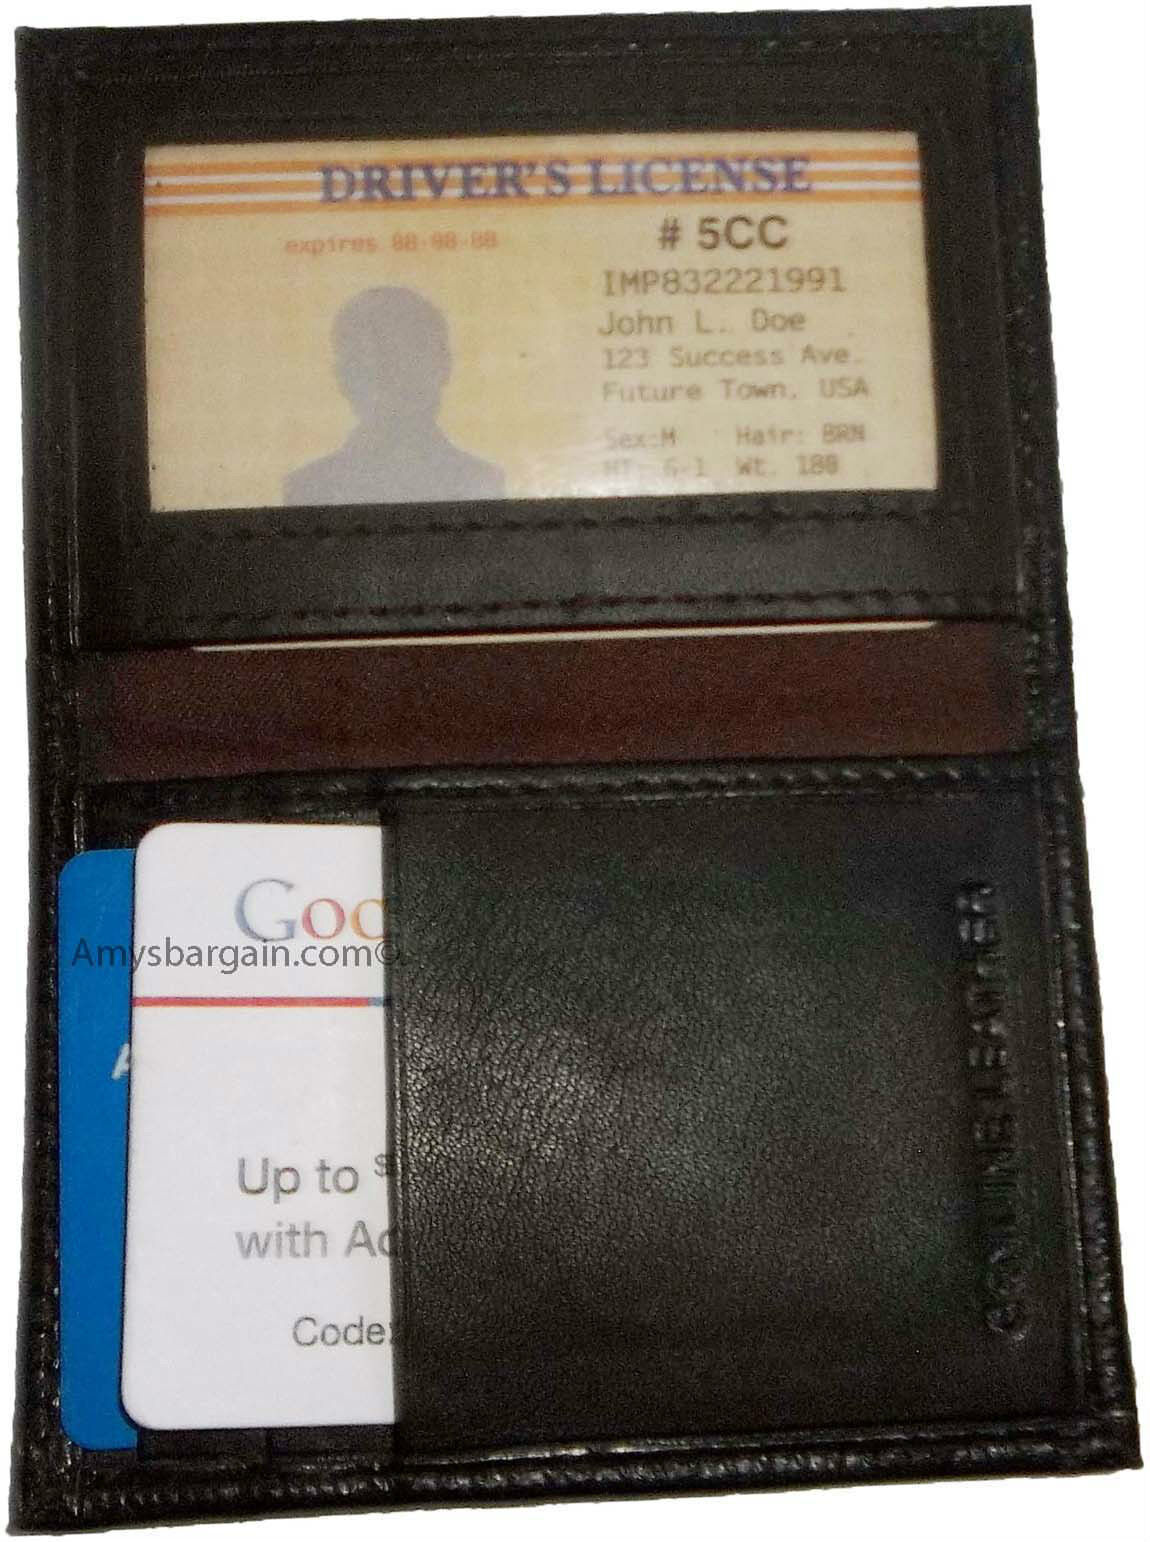 DRIVER'S LICENSE
expires 88-88-88
# 5CC
IMP832221991
John L. Doe
123 Success Ave.
Future Town, USA
Sex:M Hair: BRN
HT. 6-1 Wt. 180
Goo
Amysbargain.com©
A
Up to $
with Ad
Code:
GENUINE LEATHER